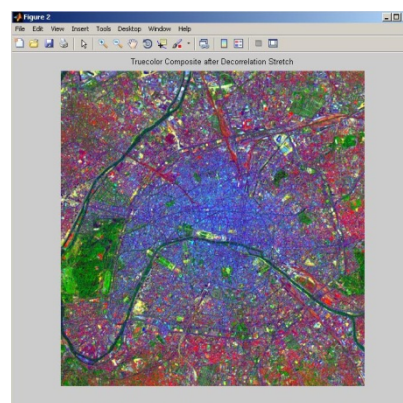 Figure 2
File Edit View Insert Tools Desktop Window Help
Truecolor Composite after Decorrelation Stretch